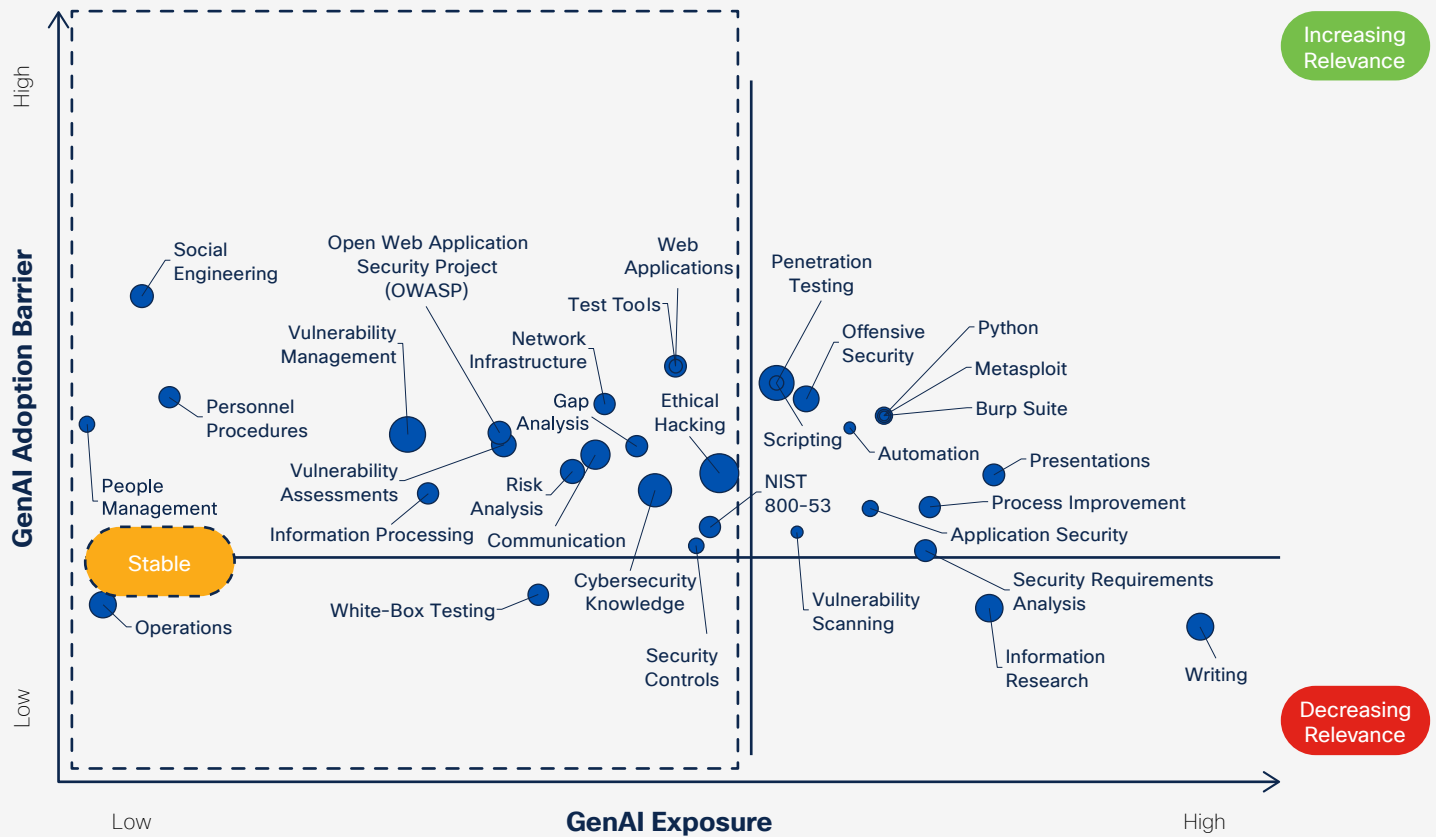 Increasing
Relevance
High
GenAI Adoption Barrier
Low
Social
Engineering
Open Web Application
Security Project
(OWASP)
Web
Applications
Penetration
Testing
Test Tools
Vulnerability
Management
Network
Infrastructure
Offensive
Security
Python
Metasploit
Burp Suite
Personnel
Procedures
Gap
Analysis
Ethical
Hacking
Scripting
Automation
Presentations
People
Management
Vulnerability
Assessments
Risk
Analysis
NIST
800-53
Process Improvement
Information Processing
Communication
Application Security
Stable
Cybersecurity
Knowledge
Security Requirements
Analysis
White-Box Testing
Vulnerability
Scanning
Operations
Security
Controls
Information
Research
Writing
Decreasing
Relevance
Low
GenAI Exposure
High